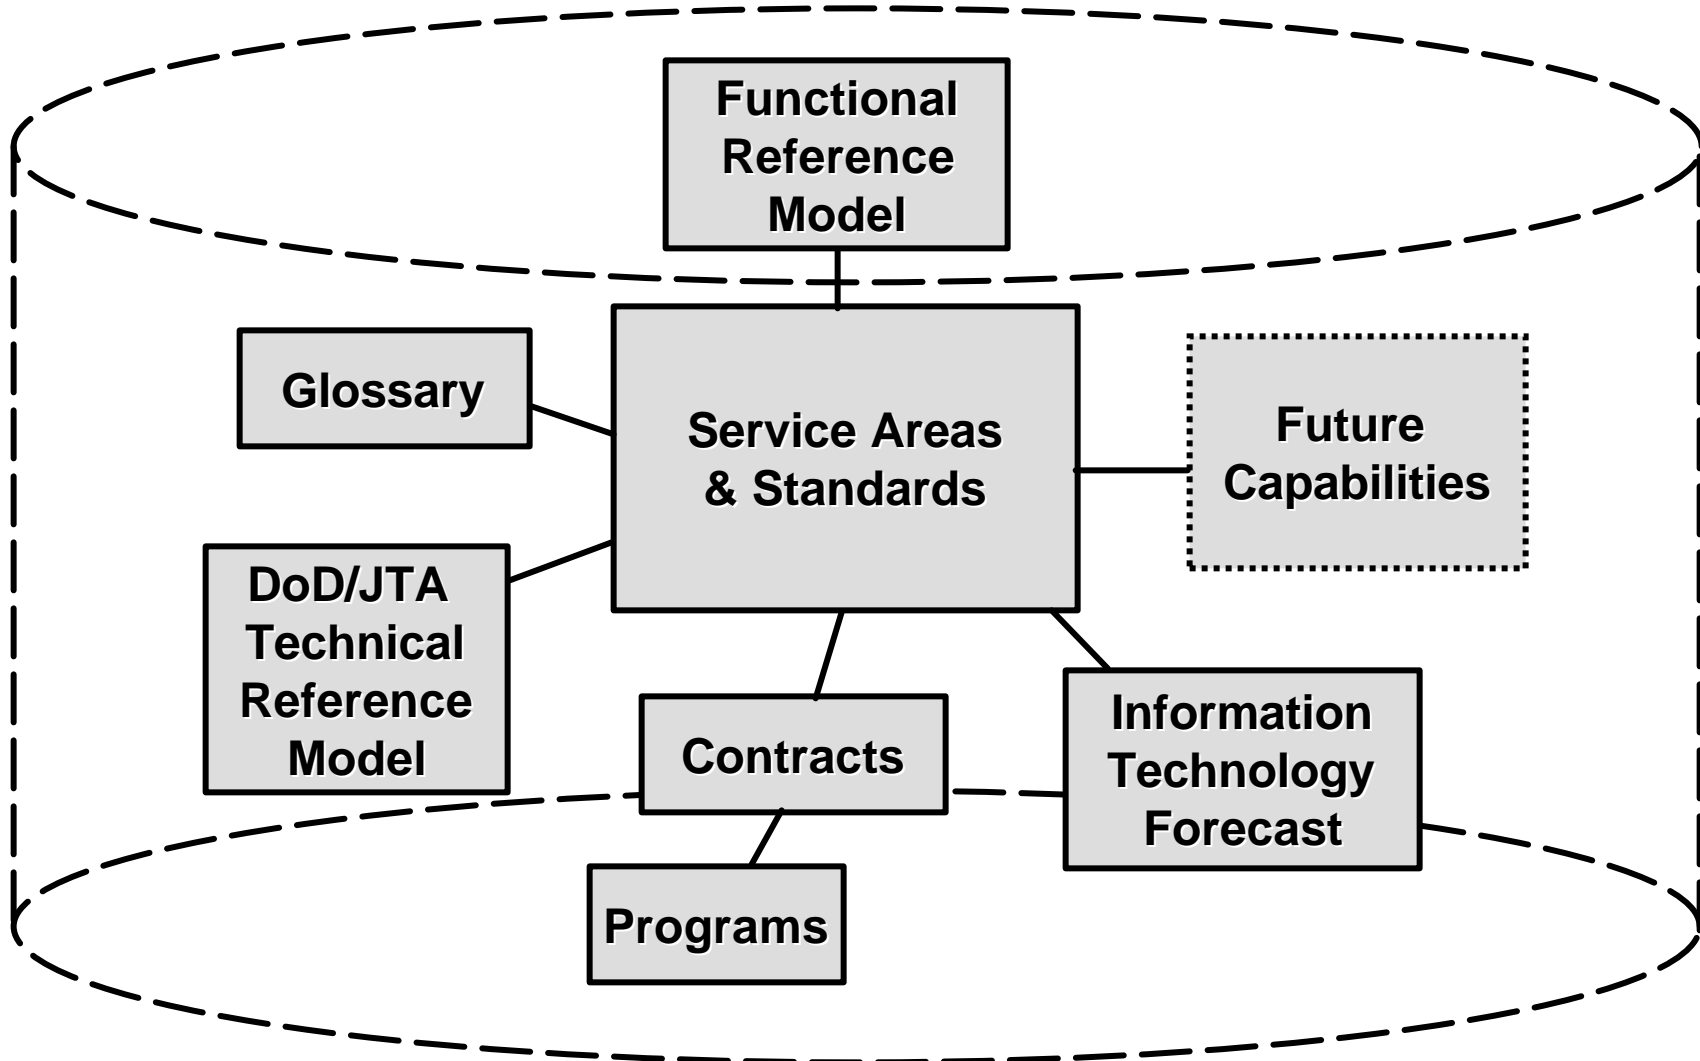 Functional
Reference
Model
Glossary
Service Areas
& Standards
Future
Capabilities
DoD/JTA
Technical
Reference
Model
Contracts
Information
Technology
Forecast
Programs